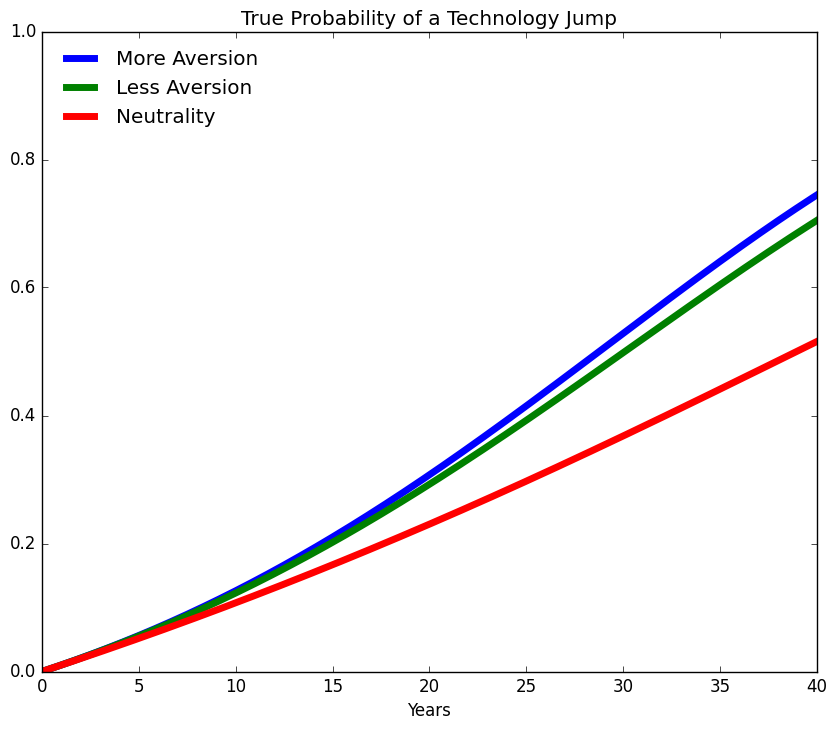 True Probability of a Technology Jump
1.0
More Aversion
Less Aversion
Neutrality
0.8
0.6
0.4
0.2
0.0
0 5 10 15 20 25 30 35 40
Years